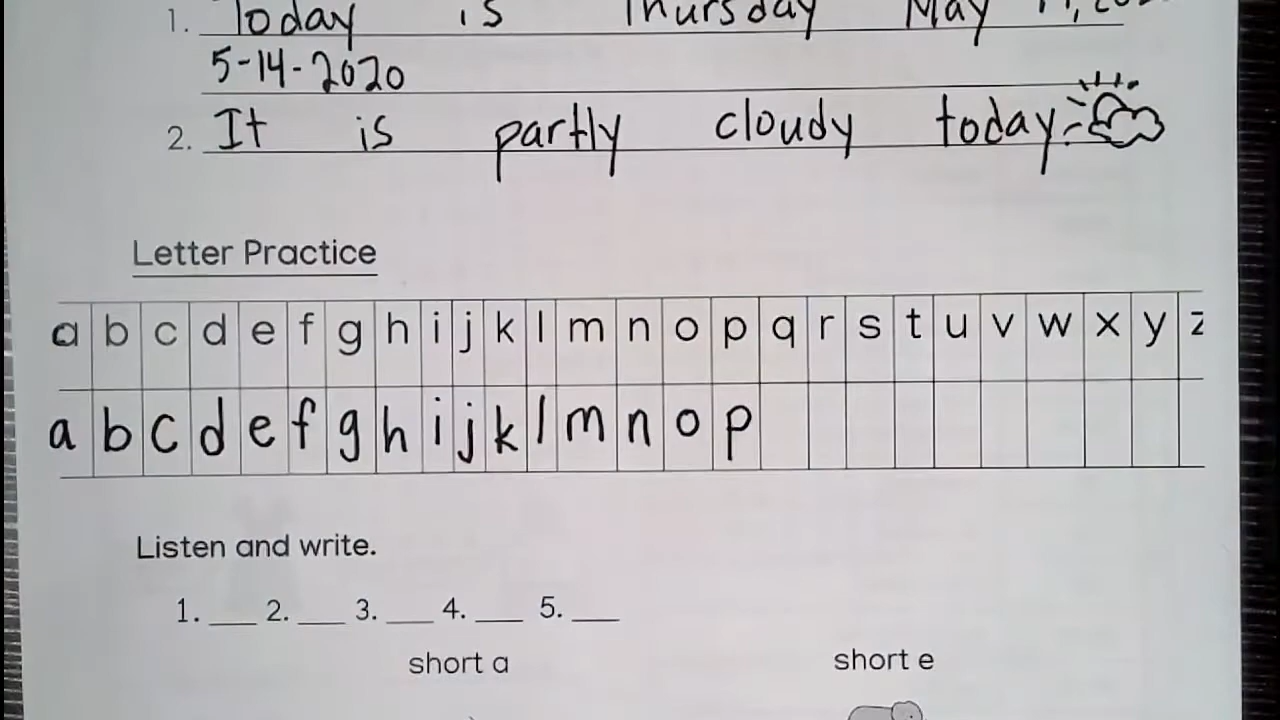 1. Today is Thursday May
5-14-2020
2. It is partly cloudy today.
Letter Practice
a b c d e f g h i j k l m n o p q r s t u v w x y z
a b c d e f g h i j k l m n o p
Listen and write.
1. ___ 2. ___ 3. ___ 4. ___ 5. ___
short a short e